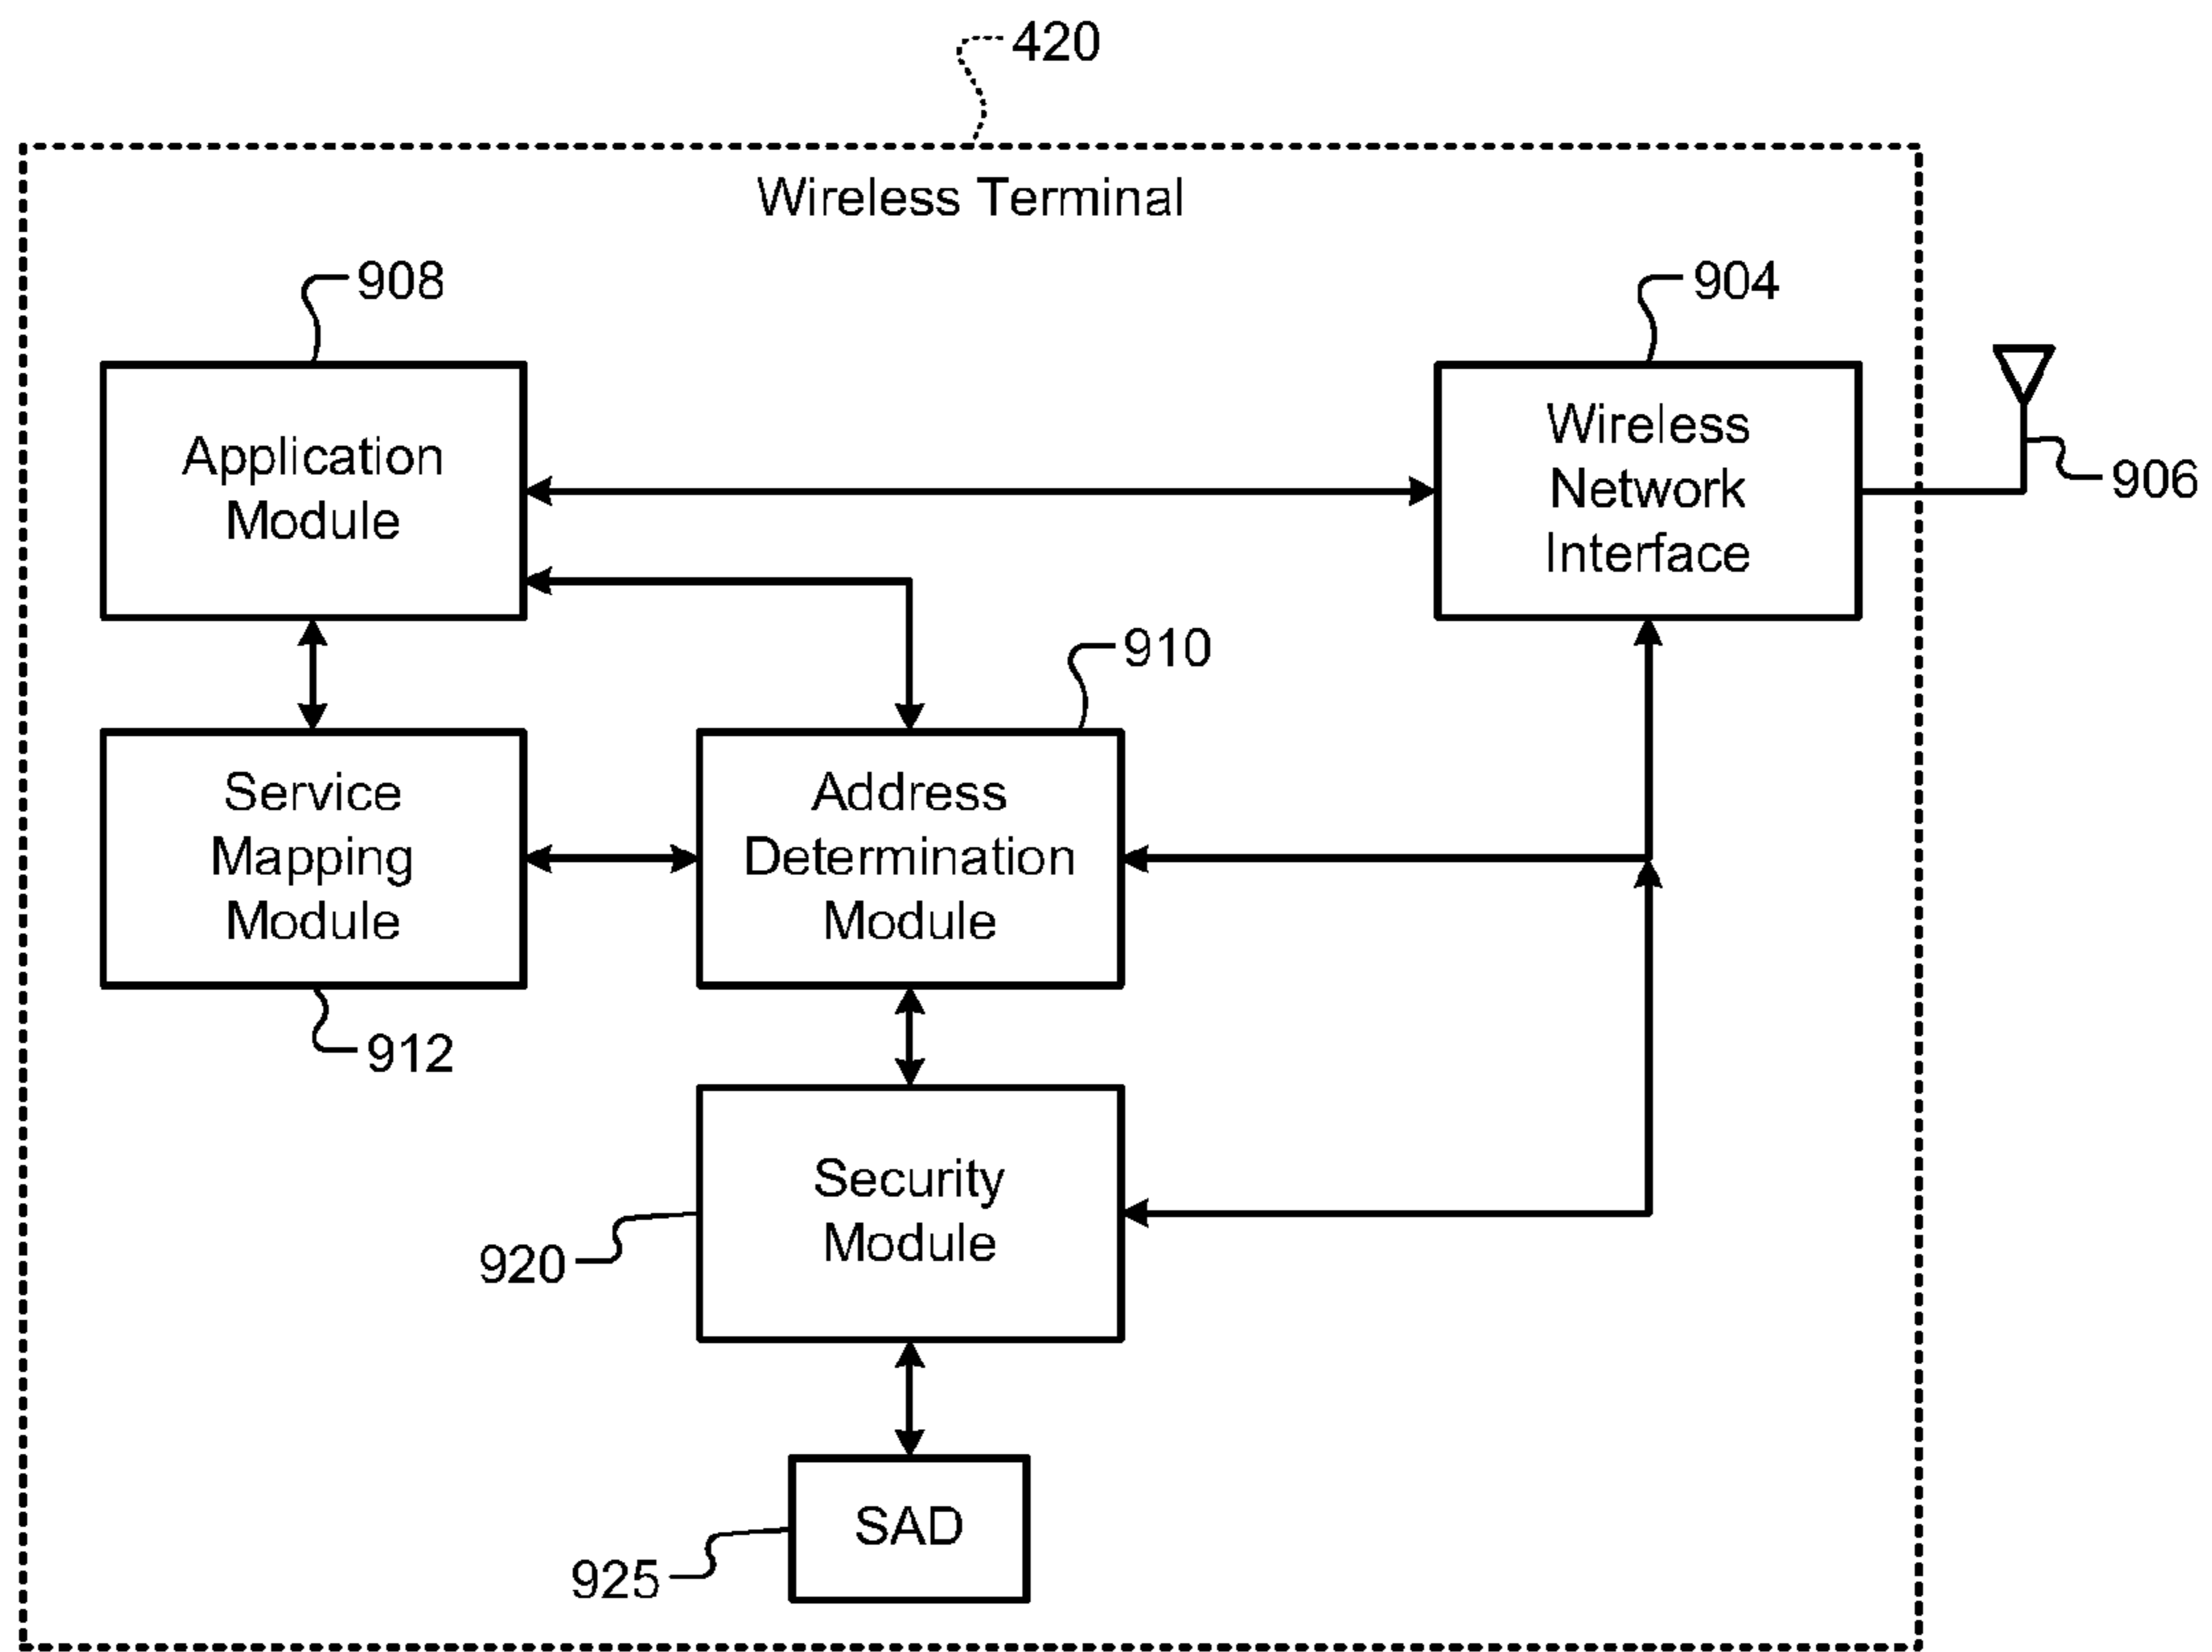 420
Wireless Terminal
908
904
Application
Module
Wireless
Network
Interface
906
910
Service
Mapping
Module
Address
Determination
Module
912
Security
Module
920
SAD
925